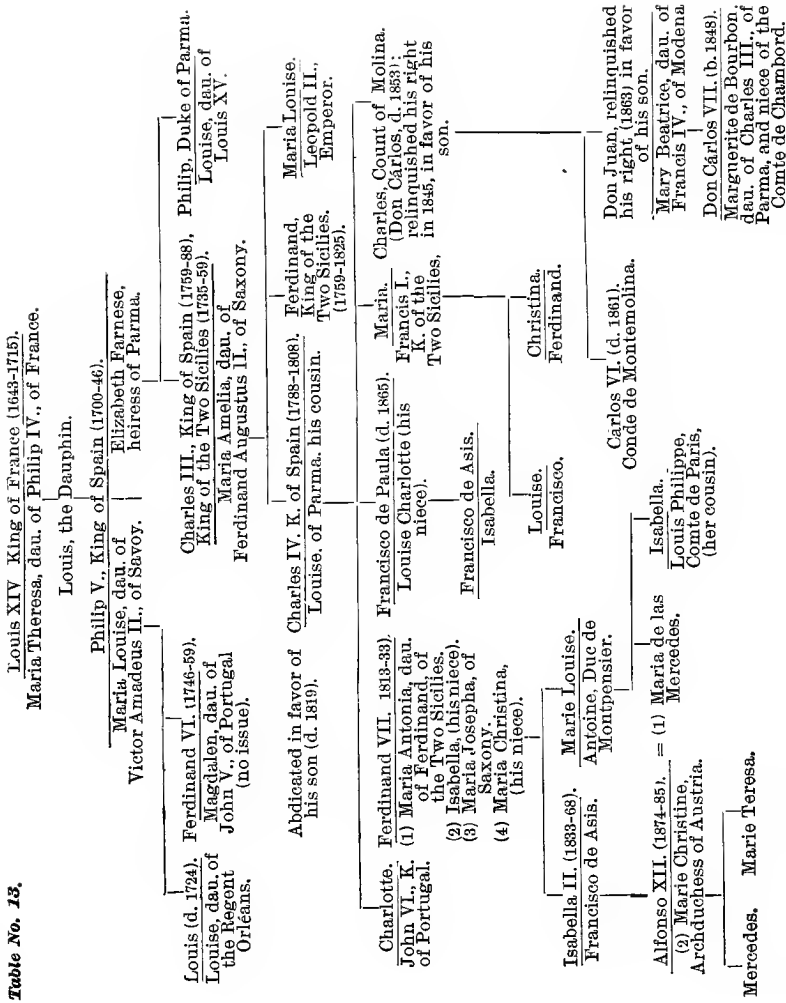 Table No. 13.
Louis XIV King of France (1643-1715).
Maria Theresa, dau. of Philip IV., of France.
Louis, the Dauphin.
Philip V., King of Spain (1700-46).
Maria Louise, dau. of
Victor Amadeus II., of Savoy.
Elizabeth Farnese,
heiress of Parma.
Louis (d. 1724).
Louise, dau. of
the Regent
Orléans.
Ferdinand VI. (1746-59).
Magdalen, dau. of
John V., of Portugal
(no issue).
Charles III., King of Spain (1759-88),
King of the Two Sicilies (1735-59).
Maria Amelia, dau. of
Ferdinand Augustus II., of Saxony.
Philip, Duke of Parma.
Louise, dau. of
Louis XV.
Abdicated in favor of
his son (d. 1819).
Charles IV. K. of Spain (1788-1808).
Louise. of Parma. his cousin.
Ferdinand,
King of the
Two Sicilies.
(1759-1825).
Maria Louise.
Leopold II.,
Emperor.
Charlotte.
John VI., K.
of Portugal.
Ferdinand VII. 1813-33).
(1) Maria Antonia, dau.
of Ferdinand, of
the Two Sicilies.
(2) Isabella, (his niece).
(3) Maria Josepha, of
Saxony.
(4) Maria Christina,
(his niece).
Francisco de Paula (d. 1865).
Louise Charlotte (his
niece).
Maria.
Francis I.,
K. of the
Two Sicilies,
Charles, Count of Molina.
(Don Cárlos, d. 1853):
relinquished his right
in 1845, in favor of his
son.
Francisco de Asis.
Isabella.
Louise.
Francisco.
Christina.
Ferdinand.
Isabella II. (1833-68).
Francisco de Asis.
Marie Louise.
Antoine, Duc de
Montpensier.
Cárlos VI. (d. 1861).
Conde de Montemolina.
Don Juan, relinquished
his right (1863) in favor
of his son.
Mary Beatrice, dau. of
Francis IV., of Modena
Alfonso XII. (1874-85). = (1) Maria de las
Mercedes.
(2) Marie Christine,
Archduchess of Austria.
Isabella.
Louis Philippe,
Comte de Paris,
(her cousin).
Don Cárlos VII. (b. 1848).
Marguerite de Bourbon,
dau. of Charles III., of
Parma, and niece of the
Comte de Chambord.
Mercedes. Marie Teresa.